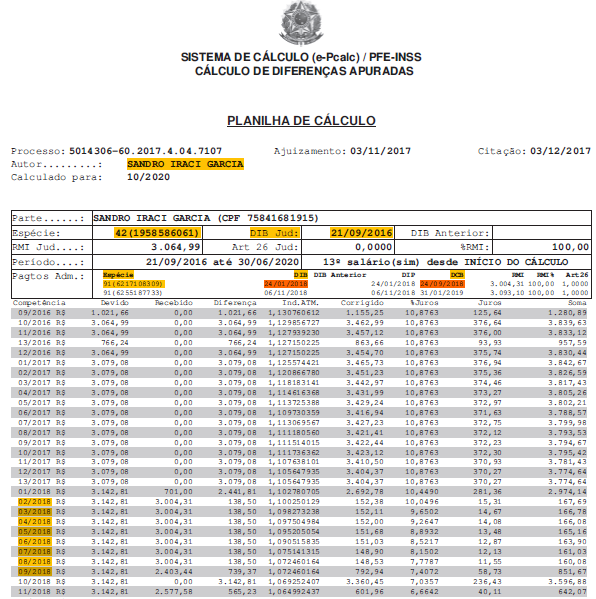 SISTEMA DE CÁLCULO (e-Pcalc) / PFE-INSS
CÁLCULO DE DIFERENÇAS APURADAS
PLANILHA DE CÁLCULO
Processo: 5014306-60.2017.4.04.7107 Ajuizamento: 03/11/2017 Citação: 03/12/2017
Autor.........: SANDRO IRACI GARCIA
Calculado para: 10/2020
Parte......: SANDRO IRACI GARCIA (CPF 75841681915)
Espécie: 42(1958586061) DIB Jud: 21/09/2016 DIB Anterior:
RMI Jud....: 3.064,99 Art 26 Jud: 0,0000 %RMI: 100,00
Período....: 21/09/2016 até 30/06/2020 13º salário(sim) desde INÍCIO DO CÁLCULO
Pagtos Adm.: Espécie DIB DIB Anterior DIP DCB RMI RMI% Art26
91(6217108309) 24/01/2018 24/01/2018 24/09/2018 3.004,31 100,00 1,0000
91(6255187733) 06/11/2018 06/11/2018 31/01/2019 3.093,10 100,00 1,0000
Competência Devido Recebido Diferença Ind.ATM. Corrigido %Juros Juros Soma
09/2016 R$ 1.021,66 0,00 1.021,66 1,130760612 1.155,25 10,8763 125,64 1.280,89
10/2016 R$ 3.064,99 0,00 3.064,99 1,129856727 3.462,99 10,8763 376,64 3.839,63
11/2016 R$ 3.064,99 0,00 3.064,99 1,127939230 3.457,12 10,8763 376,00 3.833,12
13/2016 R$ 766,24 0,00 766,24 1,127150225 863,66 10,8763 93,93 957,59
12/2016 R$ 3.064,99 0,00 3.064,99 1,127150225 3.454,70 10,8763 375,74 3.830,44
01/2017 R$ 3.079,08 0,00 3.079,08 1,125574421 3.465,73 10,8763 376,94 3.842,67
02/2017 R$ 3.079,08 0,00 3.079,08 1,120866780 3.451,23 10,8763 375,36 3.826,59
03/2017 R$ 3.079,08 0,00 3.079,08 1,118183141 3.442,97 10,8763 374,46 3.817,43
04/2017 R$ 3.079,08 0,00 3.079,08 1,114616368 3.431,99 10,8763 373,27 3.805,26
05/2017 R$ 3.079,08 0,00 3.079,08 1,113725388 3.429,24 10,8763 372,97 3.802,21
06/2017 R$ 3.079,08 0,00 3.079,08 1,109730359 3.416,94 10,8763 371,63 3.788,57
07/2017 R$ 3.079,08 0,00 3.079,08 1,113069567 3.427,23 10,8763 372,75 3.799,98
08/2017 R$ 3.079,08 0,00 3.079,08 1,111180560 3.421,41 10,8763 372,12 3.793,53
09/2017 R$ 3.079,08 0,00 3.079,08 1,111514015 3.422,44 10,8763 372,23 3.794,67
10/2017 R$ 3.079,08 0,00 3.079,08 1,111736362 3.423,12 10,8763 372,30 3.795,42
11/2017 R$ 3.079,08 0,00 3.079,08 1,107638101 3.410,50 10,8763 370,93 3.781,43
12/2017 R$ 3.079,08 0,00 3.079,08 1,105647935 3.404,37 10,8763 370,27 3.774,64
13/2017 R$ 3.079,08 0,00 3.079,08 1,105647935 3.404,37 10,8763 370,27 3.774,64
01/2018 R$ 3.142,81 701,00 2.441,81 1,102780705 2.692,78 10,4490 281,36 2.974,14
02/2018 R$ 3.142,81 3.004,31 138,50 1,100250129 152,38 10,0496 15,31 167,69
03/2018 R$ 3.142,81 3.004,31 138,50 1,098273238 152,11 9,6502 14,67 166,78
04/2018 R$ 3.142,81 3.004,31 138,50 1,097504984 152,00 9,2647 14,08 166,08
05/2018 R$ 3.142,81 3.004,31 138,50 1,095205054 151,68 8,8932 13,48 165,16
06/2018 R$ 3.142,81 3.004,31 138,50 1,090515835 151,03 8,5217 12,87 163,90
07/2018 R$ 3.142,81 3.004,31 138,50 1,075141315 148,90 8,1502 12,13 161,03
08/2018 R$ 3.142,81 3.004,31 138,50 1,072460164 148,53 7,7787 11,55 160,08
09/2018 R$ 3.142,81 2.403,44 739,37 1,072460164 792,94 7,4072 58,73 851,67
10/2018 R$ 3.142,81 0,00 3.142,81 1,069252407 3.360,45 7,0357 236,43 3.596,88
11/2018 R$ 3.142,81 2.577,58 565,23 1,064992437 601,96 6,6642 40,11 642,07